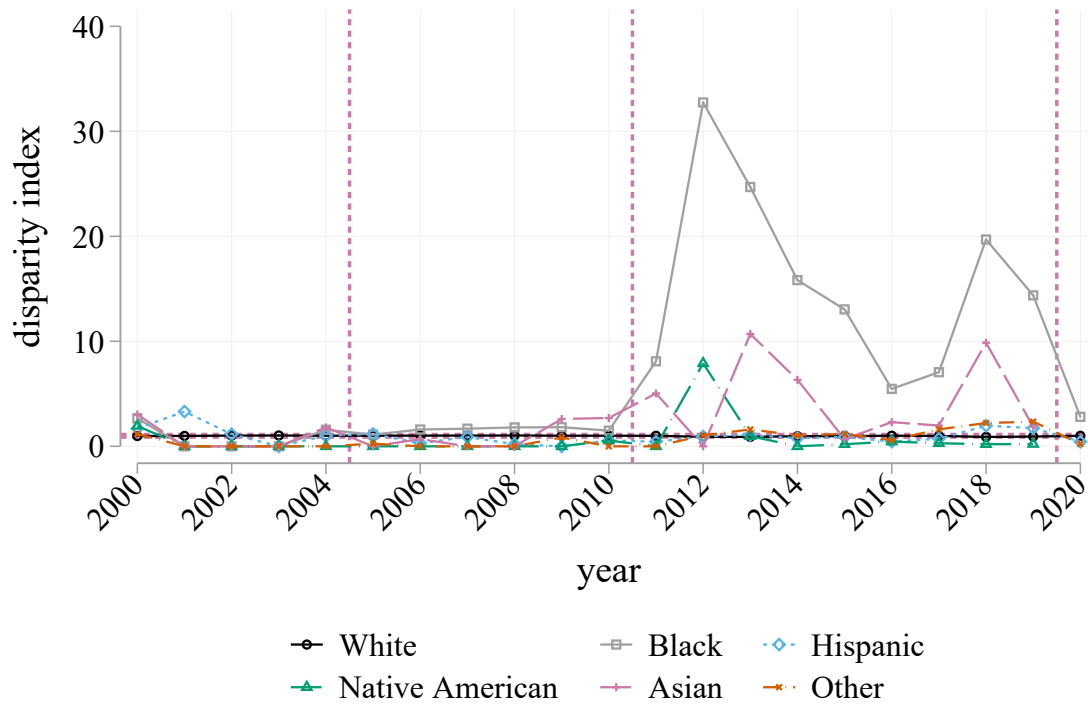 40
30
20
10
0
disparity index
2000 2002 2004 2006 2008 2010 2012 2014 2016 2018 2020
year
White Black Hispanic
Native American Asian Other